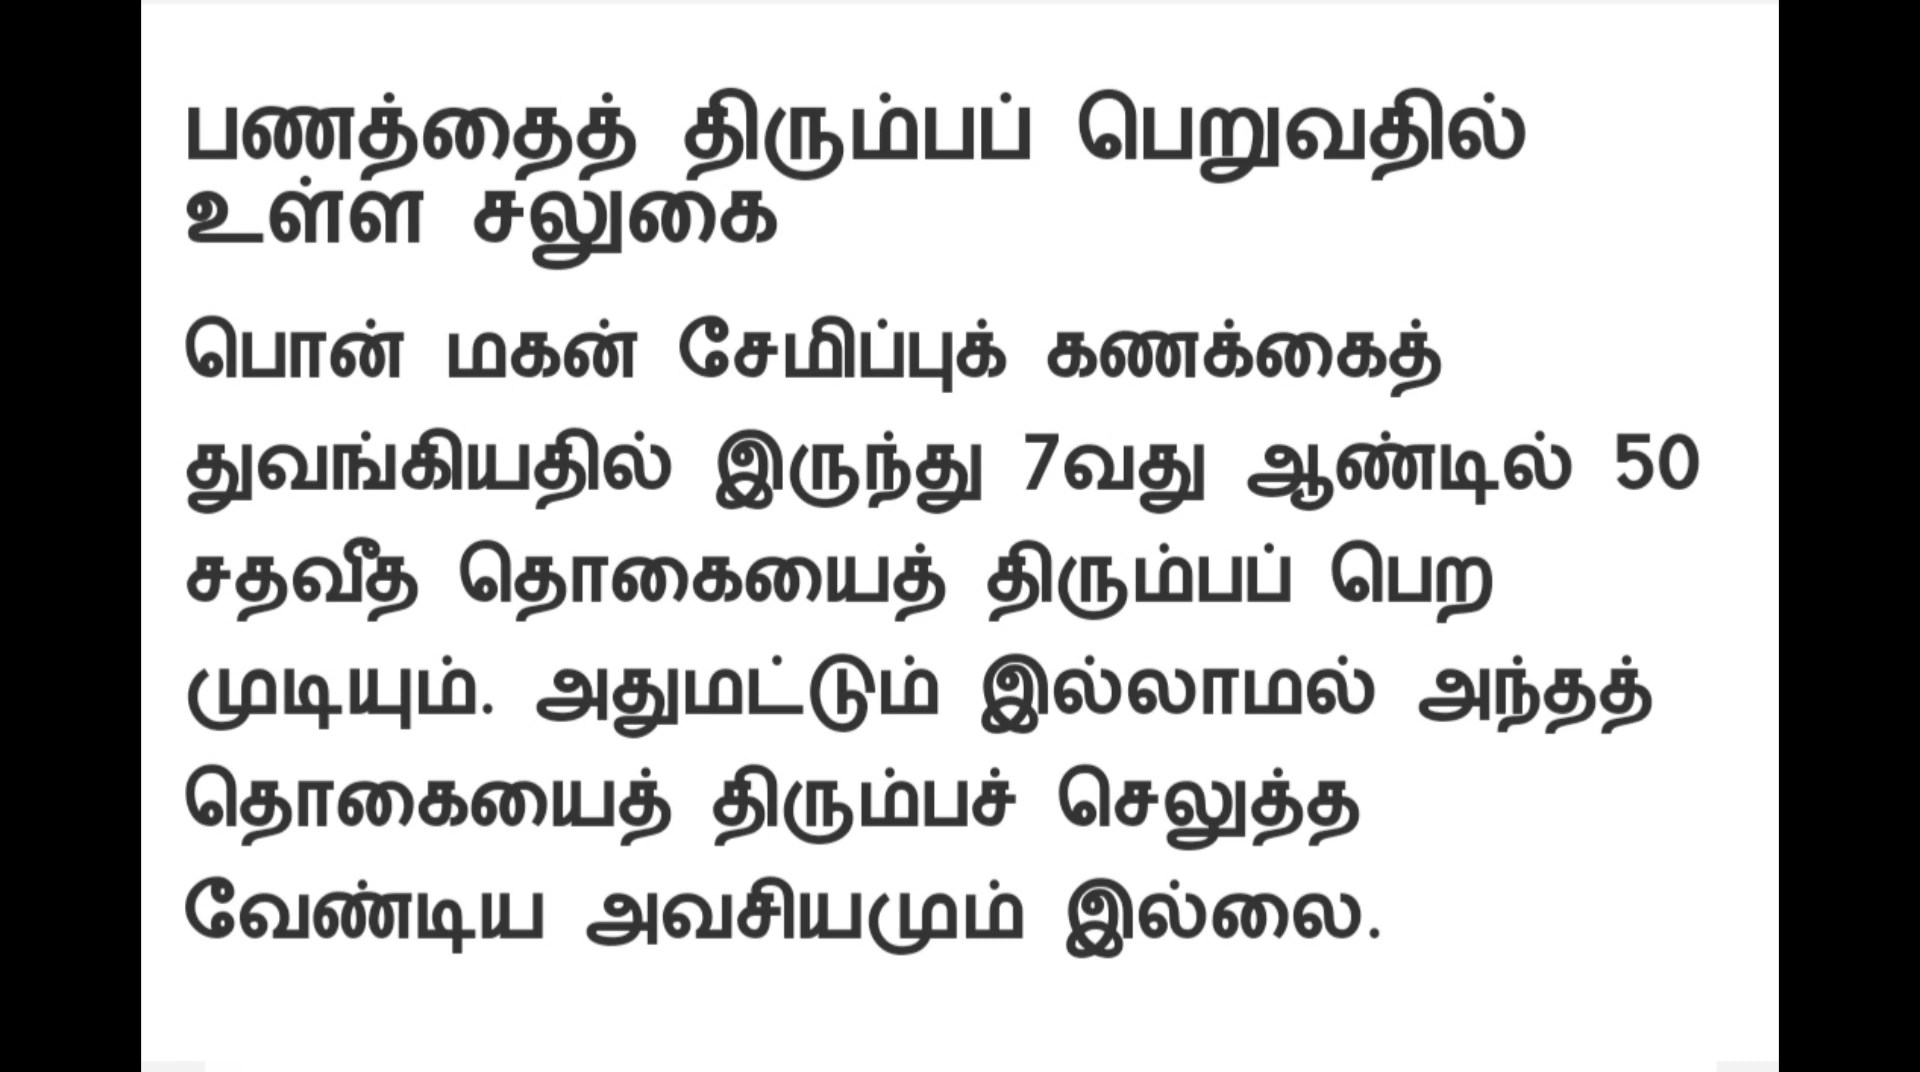 பணத்தைத் திரும்பப் பெறுவதில்
உள்ள சலுகை
பொன் மகன் சேமிப்புக் கணக்கைத்
துவங்கியதில் இருந்து 7வது ஆண்டில் 50
சதவீத தொகையைத் திரும்பப் பெற
முடியும். அதுமட்டும் இல்லாமல் அந்தத்
தொகையைத் திரும்பச் செலுத்த
வேண்டிய அவசியமும் இல்லை.